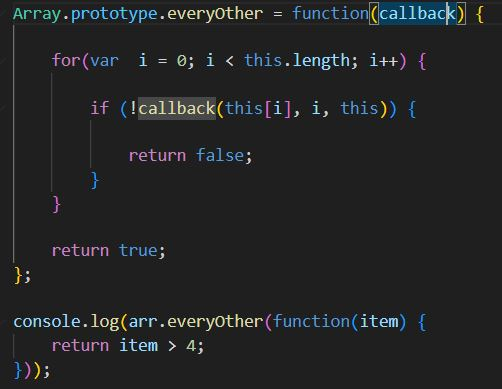 Array.prototype.everyOther = function(callback) {
for(var  i = 0; i < this.length; i++) {
if (!callback(this[i], i, this)) {
return false;
}
}
return true;
};
console.log(arr.everyOther(function(item) {
return item > 4;
}));